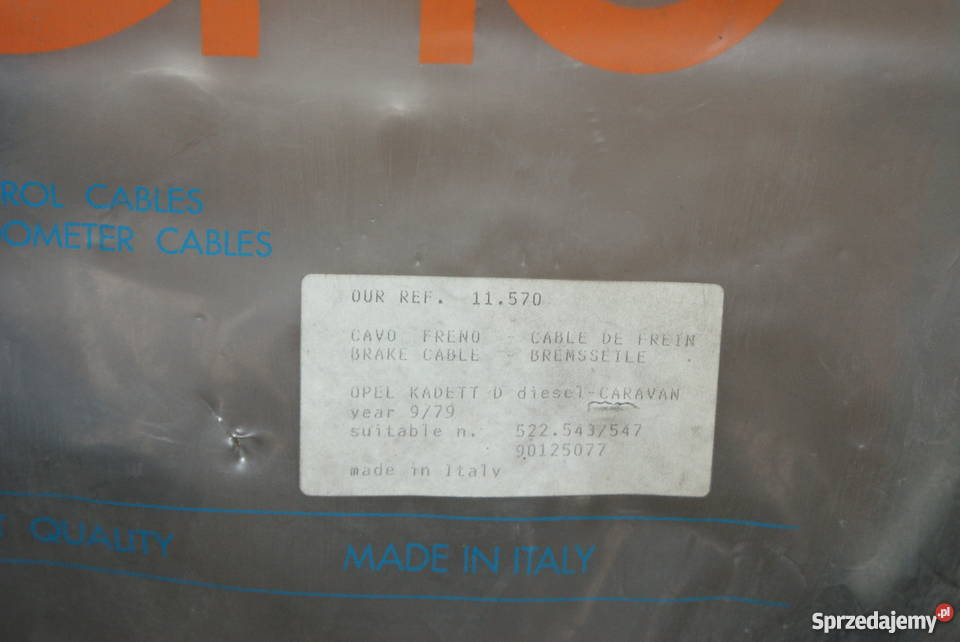 ROL CABLES
OMETER CABLES
OUR REF. 11.570
CAVO FRENO - CABLE DE FREIN
BRAKE CABLE - BREMSSEILE
OPEL KADETT D diesel-CARAVAN
year 9/79
suitable n. 522.543/547
90125077
made in Italy
QUALITY
MADE IN ITALY
Sprzedajemy.pl